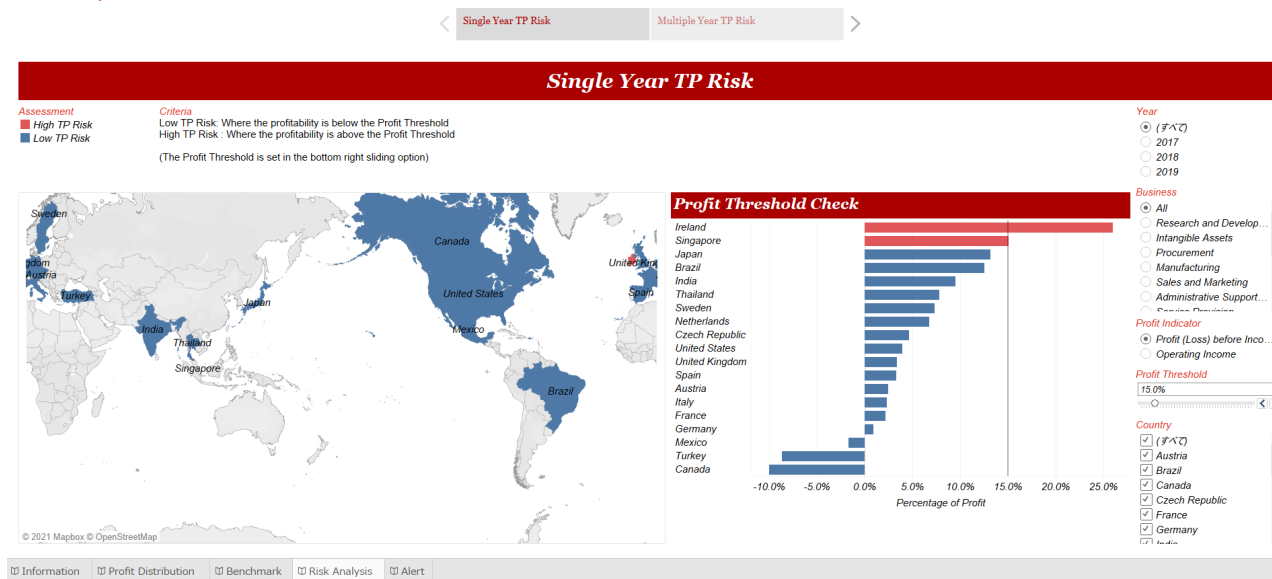 Single Year TP Risk
Multiple Year TP Risk
Single Year TP Risk
Assessment
High TP Risk
Low TP Risk
Criteria
Low TP Risk: Where the profitability is below the Profit Threshold
High TP Risk : Where the profitability is above the Profit Threshold
(The Profit Threshold is set in the bottom right sliding option)
Sweden
gdom
Austria
Turkey
India
Thailand
Singapore
Japan
Canada
United States
Mexico
Brazil
United King
Spain
© 2021 Mapbox © OpenStreetMap
Profit Threshold Check
Ireland
Singapore
Japan
Brazil
India
Thailand
Sweden
Netherlands
Czech Republic
United States
United Kingdom
Spain
Austria
Italy
France
Germany
Mexico
Turkey
Canada
-10.0% -5.0% 0.0% 5.0% 10.0% 15.0% 20.0% 25.0%
Percentage of Profit
Year
(すべて)
2017
2018
2019
Business
All
Research and Develop...
Intangible Assets
Procurement
Manufacturing
Sales and Marketing
Administrative Support...
Profit Indicator
Profit (Loss) before Inco...
Operating Income
Profit Threshold
15.0%
Country
(すべて)
Austria
Brazil
Canada
Czech Republic
France
Germany
Information
Profit Distribution
Benchmark
Risk Analysis
Alert